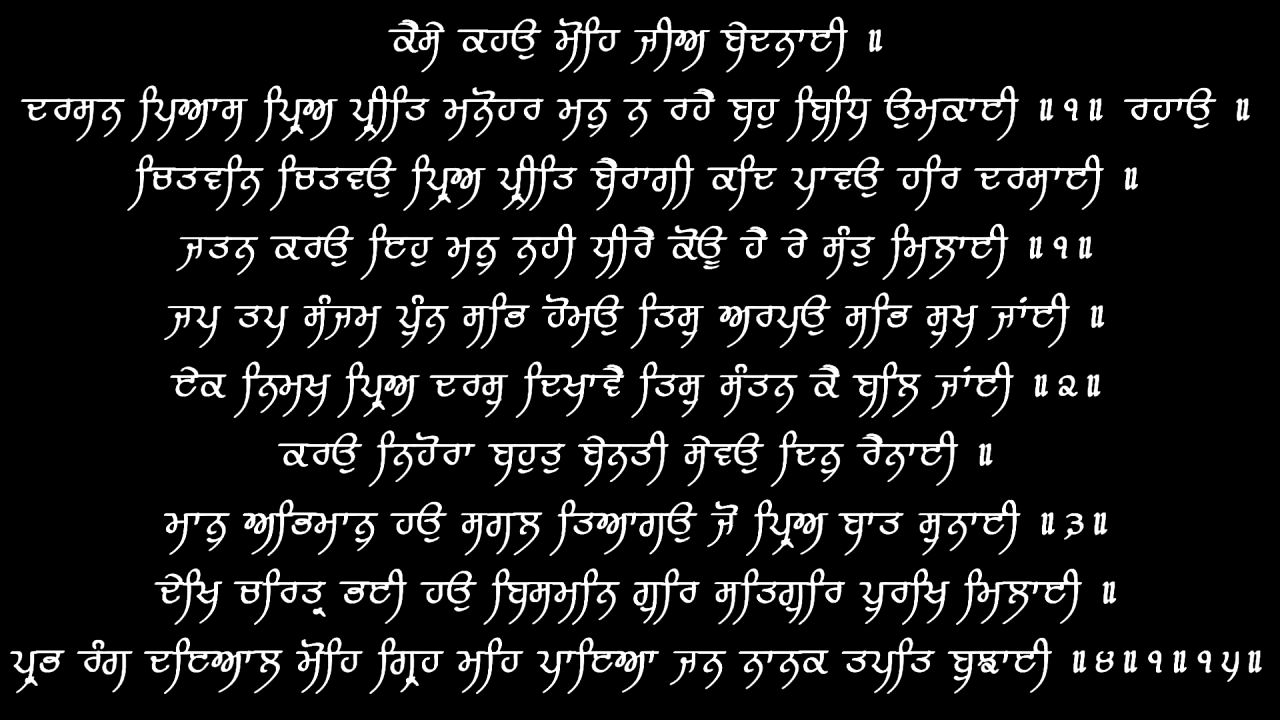 ਕੈਸੇ ਕਹਉ ਮੋਹਿ ਜੀਅ ਬੇਦਨਾਈ ॥
ਦਰਸਨ ਪਿਆਸ ਪ੍ਰਿਅ ਪ੍ਰੀਤਿ ਮਨੋਹਰ ਮਨੁ ਨ ਰਹੈ ਬਹੁ ਬਿਧਿ ਉਮਕਾਈ ॥੧॥ ਰਹਾਉ ॥
ਚਿਤਵਨਿ ਚਿਤਵਉ ਪ੍ਰਿਅ ਪ੍ਰੀਤਿ ਬੈਰਾਗੀ ਕਦਿ ਪਾਵਉ ਹਰਿ ਦਰਸਾਈ ॥
ਜਤਨ ਕਰਉ ਇਹੁ ਮਨੁ ਨਹੀ ਧੀਰੈ ਕੋਊ ਹੈ ਰੇ ਸੰਤੁ ਮਿਲਾਈ ॥੧॥
ਜਪ ਤਪ ਸੰਜਮ ਪੁੰਨ ਸਭਿ ਹੋਮਉ ਤਿਸੁ ਅਰਪਉ ਸਭਿ ਸੁਖ ਜਾਂਈ ॥
ਏਕ ਨਿਮਖ ਪ੍ਰਿਅ ਦਰਸੁ ਦਿਖਾਵੈ ਤਿਸੁ ਸੰਤਨ ਕੈ ਬਲਿ ਜਾਂਈ ॥੨॥
ਕਰਉ ਨਿਹੋਰਾ ਬਹੁਤੁ ਬੇਨਤੀ ਸੇਵਉ ਦਿਨੁ ਰੈਨਾਈ ॥
ਮਾਨੁ ਅਭਿਮਾਨੁ ਹਉ ਸਗਲ ਤਿਆਗਉ ਜੋ ਪ੍ਰਿਅ ਬਾਤ ਸੁਨਾਈ ॥੩॥
ਦੇਖਿ ਚਰਿਤ੍ਰ ਭਈ ਹਉ ਬਿਸਮਨਿ ਗੁਰਿ ਸਤਿਗੁਰਿ ਪੁਰਖਿ ਮਿਲਾਈ ॥
ਪ੍ਰਭ ਰੰਗ ਦਇਆਲ ਮੋਹਿ ਗ੍ਰਿਹ ਮਹਿ ਪਾਇਆ ਜਨ ਨਾਨਕ ਤਪਤਿ ਬੁਝਾਈ ॥੪॥੧॥੧੫॥